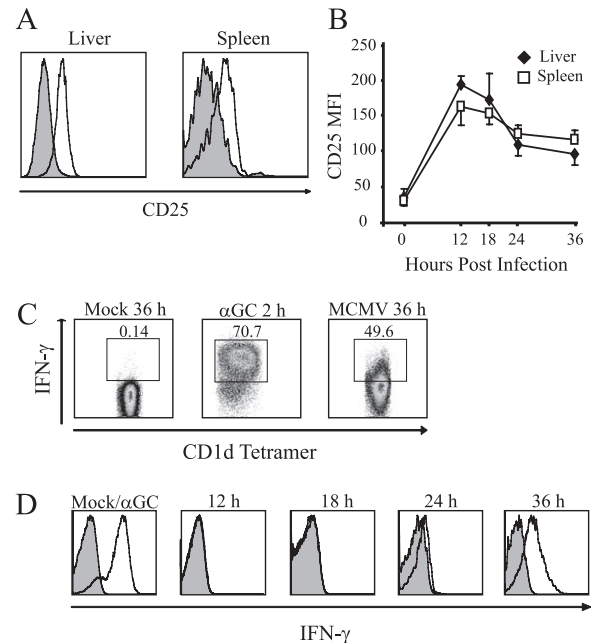 A
Liver
Spleen
CD25
B
CD25 MFI
250
200
150
100
50
0
Liver
Spleen
0
12
18
24
36
Hours Post Infection
C
Mock 36 h
αGC 2 h
MCMV 36 h
0.14
70.7
49.6
IFN-γ
CD1d Tetramer
D
Mock/αGC
12 h
18 h
24 h
36 h
IFN-γ